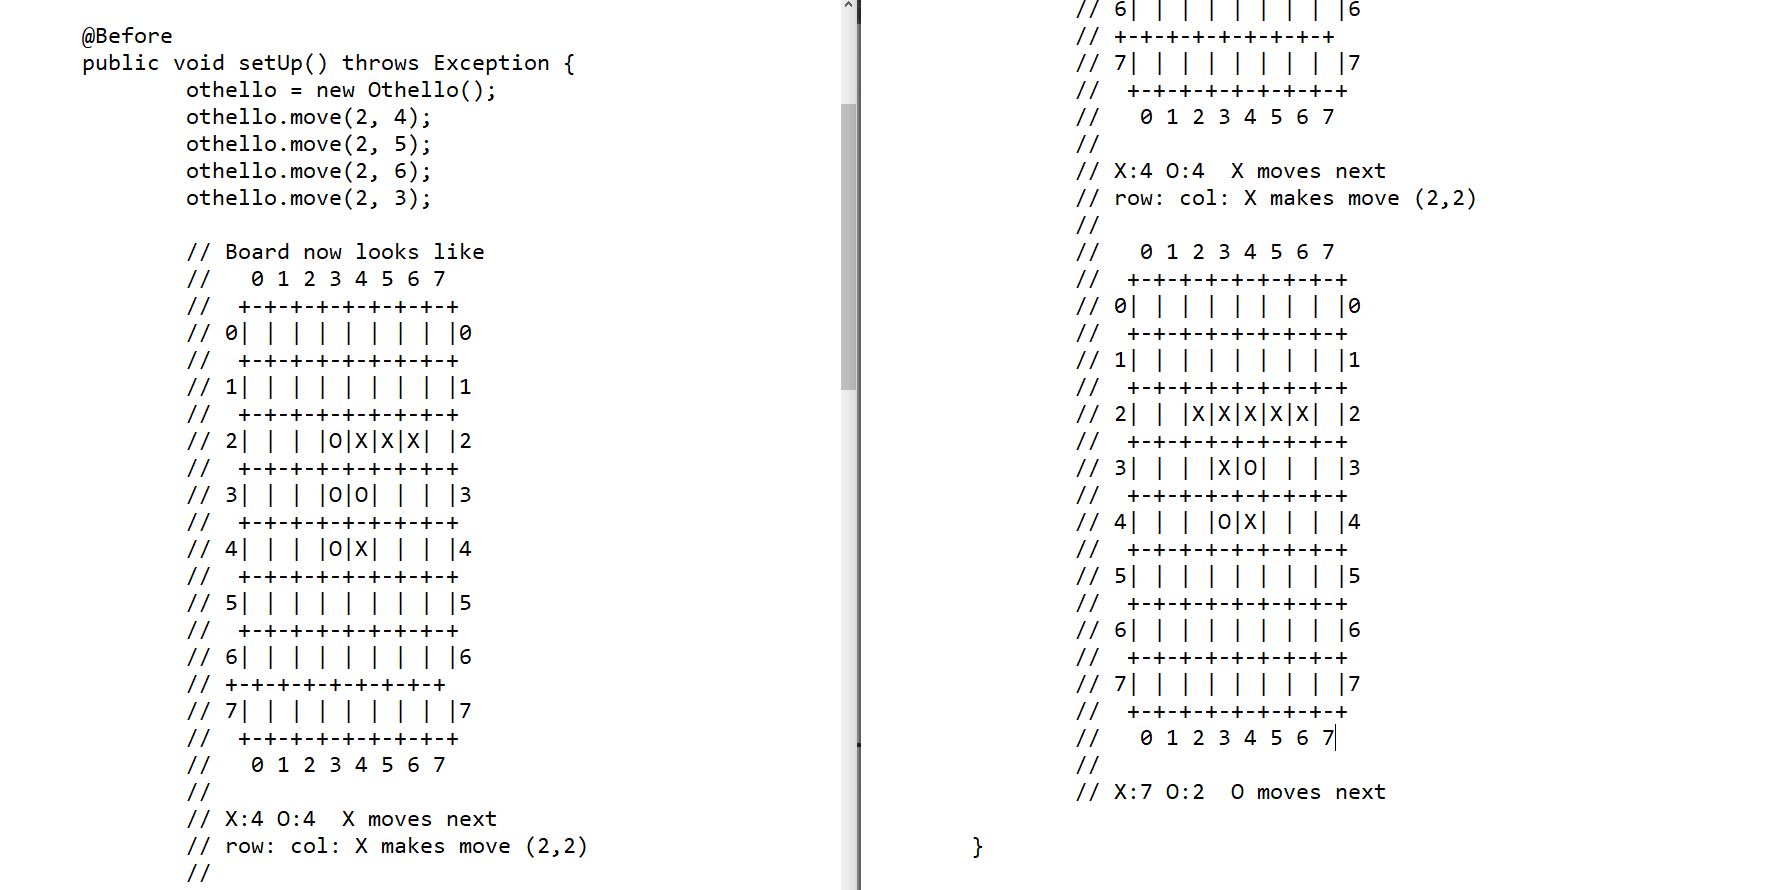 @Before
public void setUp() throws Exception {
        othello = new Othello();
        othello.move(2, 4);
        othello.move(2, 5);
        othello.move(2, 6);
        othello.move(2, 3);

        // Board now looks like
        //   0 1 2 3 4 5 6 7
        //  +-+-+-+-+-+-+-+-+
        // 0| | | | | | | | |0
        //  +-+-+-+-+-+-+-+-+
        // 1| | | | | | | | |1
        //  +-+-+-+-+-+-+-+-+
        // 2| | | |O|X|X|X| |2
        //  +-+-+-+-+-+-+-+-+
        // 3| | | |O|O| | | |3
        //  +-+-+-+-+-+-+-+-+
        // 4| | | |O|X| | | |4
        //  +-+-+-+-+-+-+-+-+
        // 5| | | | | | | | |5
        //  +-+-+-+-+-+-+-+-+
        // 6| | | | | | | | |6
        // +-+-+-+-+-+-+-+-+
        // 7| | | | | | | | |7
        //  +-+-+-+-+-+-+-+-+
        //   0 1 2 3 4 5 6 7
        //
        // X:4 O:4  X moves next
        // row: col: X makes move (2,2)
        //
        // 6| | | | | | | | |6
        // +-+-+-+-+-+-+-+-+
        // 7| | | | | | | | |7
        //  +-+-+-+-+-+-+-+-+
        //   0 1 2 3 4 5 6 7
        //
        // X:4 O:4  X moves next
        // row: col: X makes move (2,2)
        //
        //   0 1 2 3 4 5 6 7
        //  +-+-+-+-+-+-+-+-+
        // 0| | | | | | | | |0
        //  +-+-+-+-+-+-+-+-+
        // 1| | | | | | | | |1
        //  +-+-+-+-+-+-+-+-+
        // 2| | |X|X|X|X|X| |2
        //  +-+-+-+-+-+-+-+-+
        // 3| | | |X|O| | | |3
        //  +-+-+-+-+-+-+-+-+
        // 4| | | |O|X| | | |4
        //  +-+-+-+-+-+-+-+-+
        // 5| | | | | | | | |5
        //  +-+-+-+-+-+-+-+-+
        // 6| | | | | | | | |6
        //  +-+-+-+-+-+-+-+-+
        // 7| | | | | | | | |7
        //  +-+-+-+-+-+-+-+-+
        //   0 1 2 3 4 5 6 7
        //
        // X:7 O:2  O moves next

}